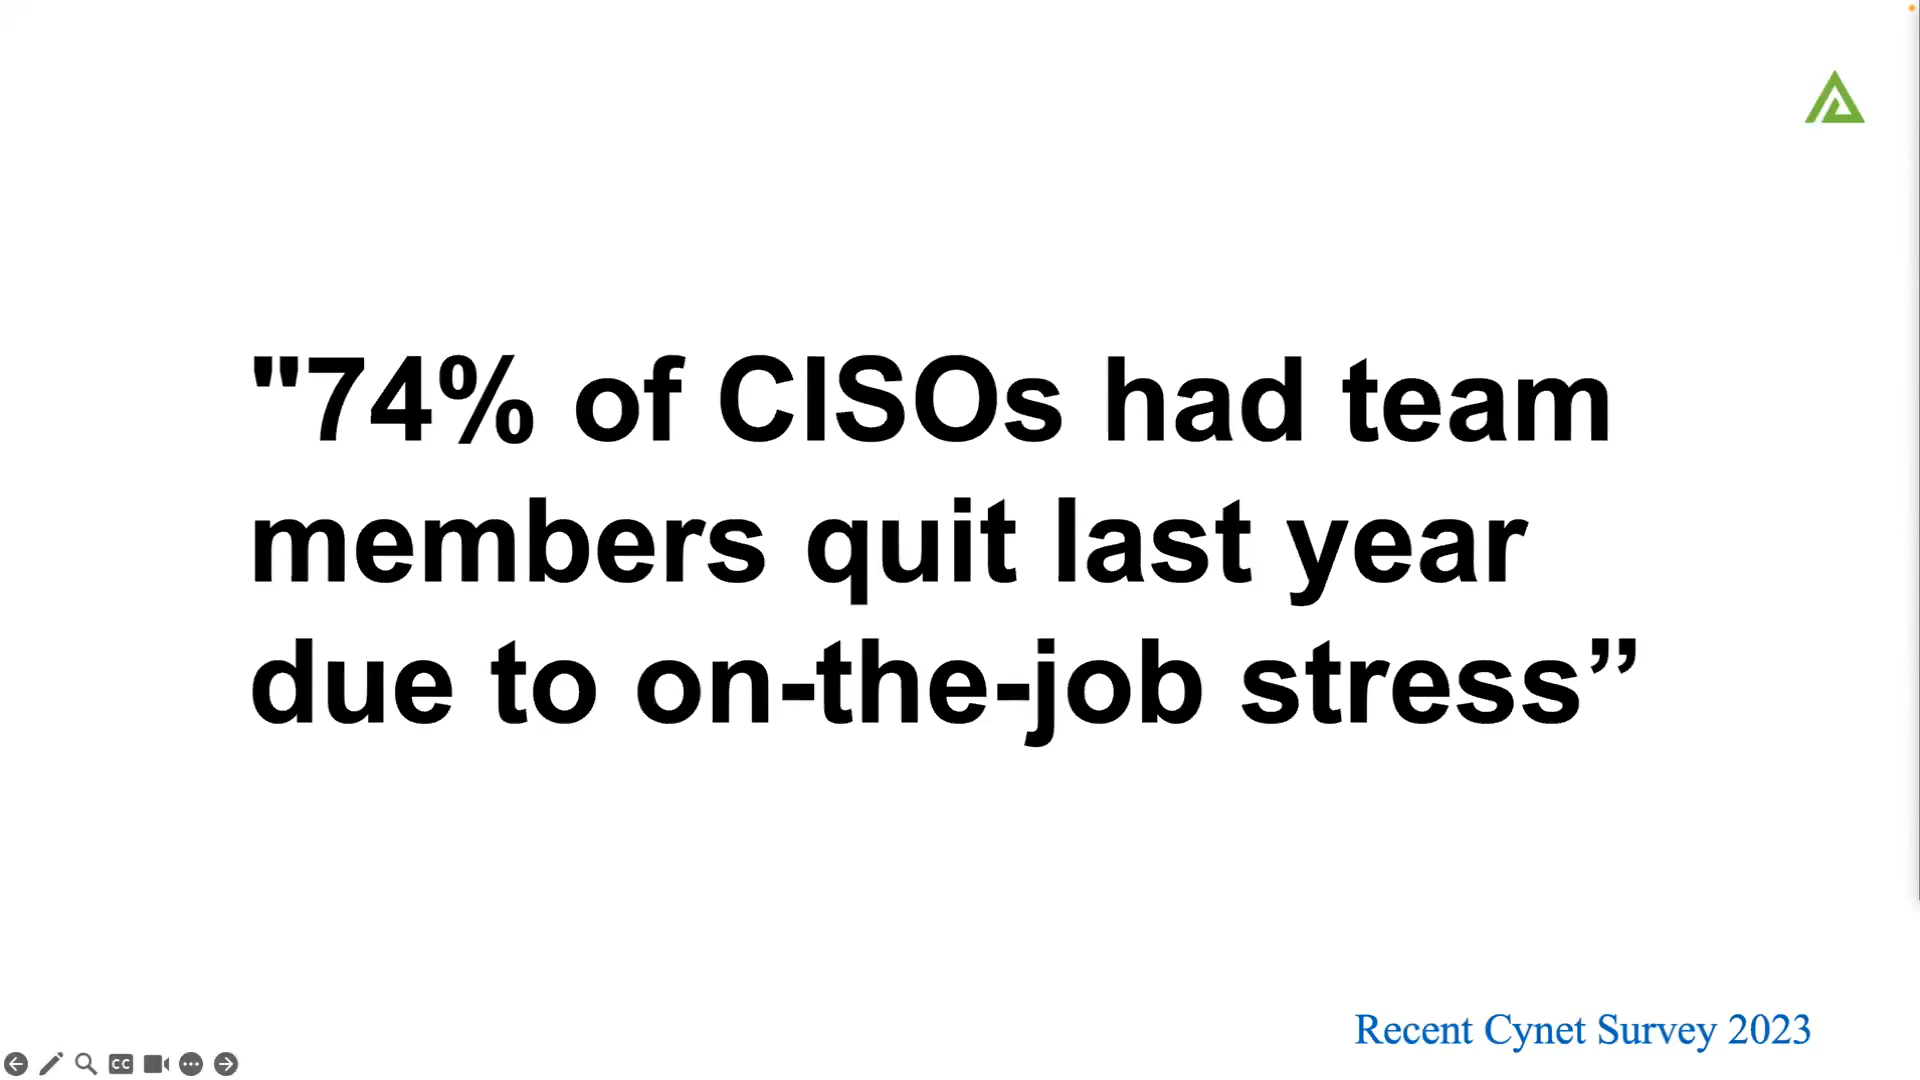 "74% of CISOs had team
members quit last year
due to on-the-job stress”
Recent Cynet Survey 2023
CC